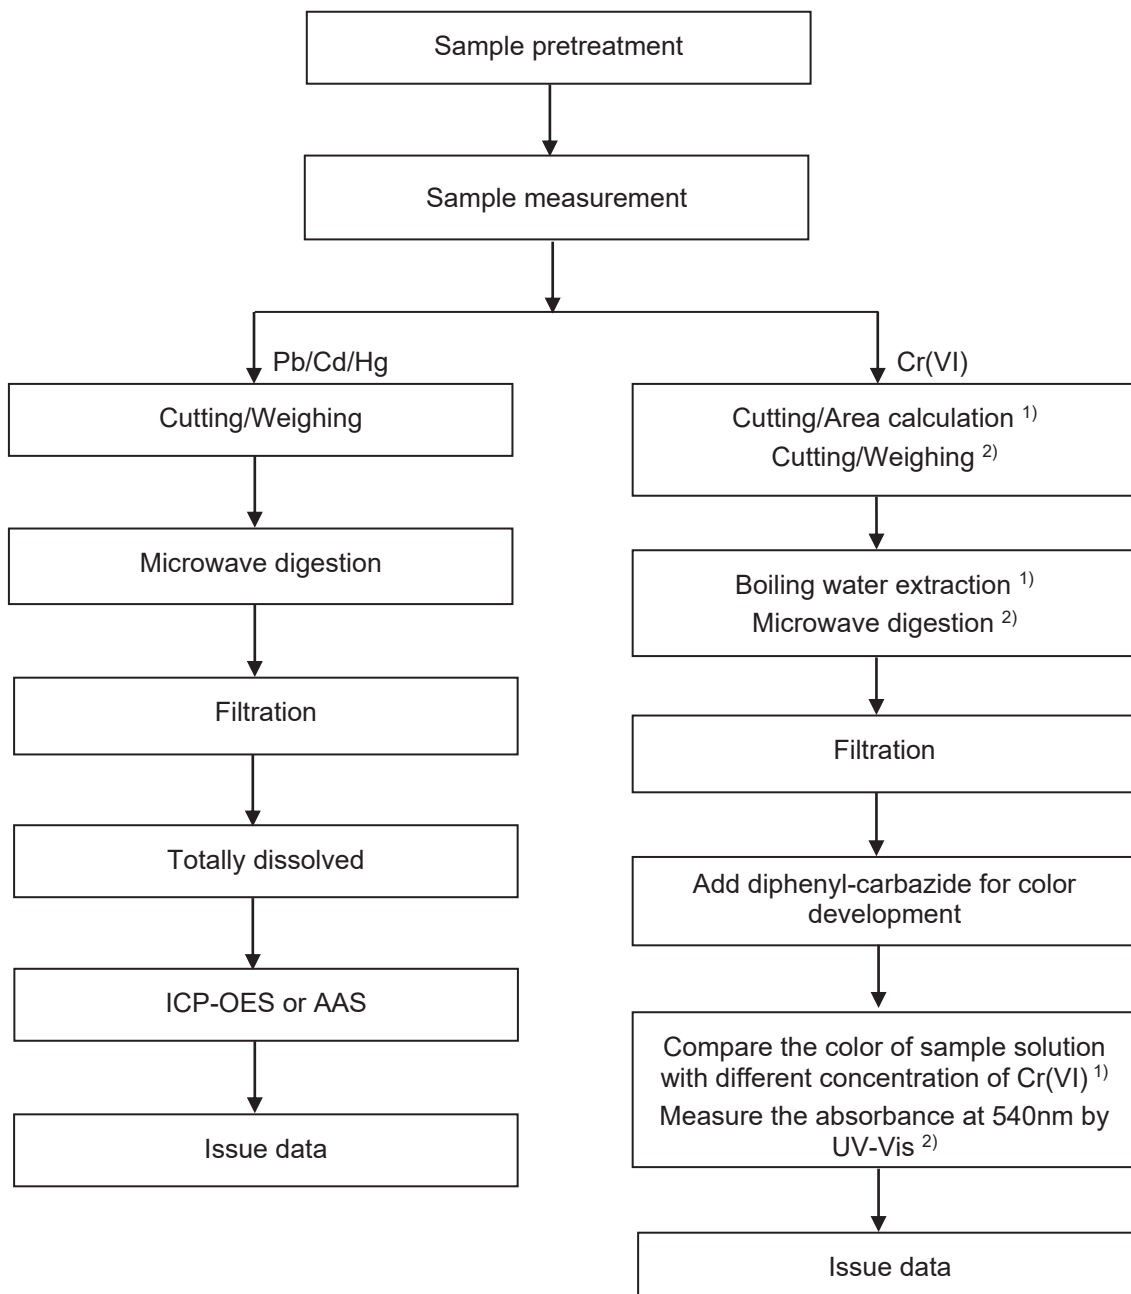 Sample pretreatment
Sample measurement
Pb/Cd/Hg
Cutting/Weighing
Microwave digestion
Filtration
Totally dissolved
ICP-OES or AAS
Issue data
Cr(VI)
Cutting/Area calculation 1)
Cutting/Weighing 2)
Boiling water extraction 1)
Microwave digestion 2)
Filtration
Add diphenyl-carbazide for color
development
Compare the color of sample solution
with different concentration of Cr(VI) 1)
Measure the absorbance at 540nm by
UV-Vis 2)
Issue data